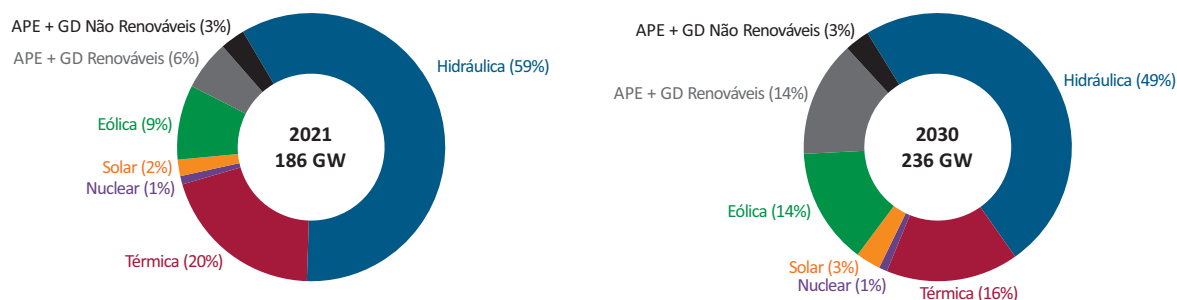 APE + GD Não Renováveis (3%)
APE + GD Renováveis (6%)
Hidráulica (59%)
Eólica (9%)
2021
186 GW
Solar (2%)
Nuclear (1%)
Térmica (20%)
APE + GD Não Renováveis (3%)
Hidráulica (49%)
APE + GD Renováveis (14%)
2030
236 GW
Eólica (14%)
Solar (3%)
Nuclear (1%)
Térmica (16%)